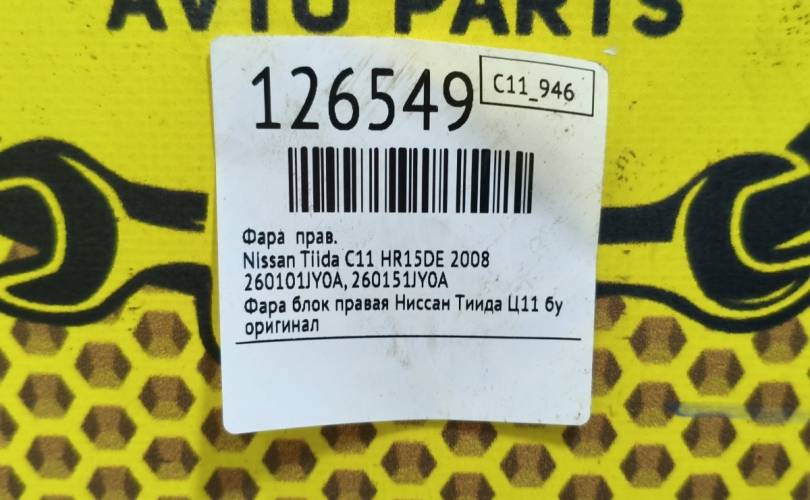 AVTO PARTS
126549
C11_946
Фара прав.
Nissan Tiida C11 HR15DE 2008
260101JY0A, 260151JY0A
Фара блок правая Ниссан Тиида Ц11 бу
оригинал